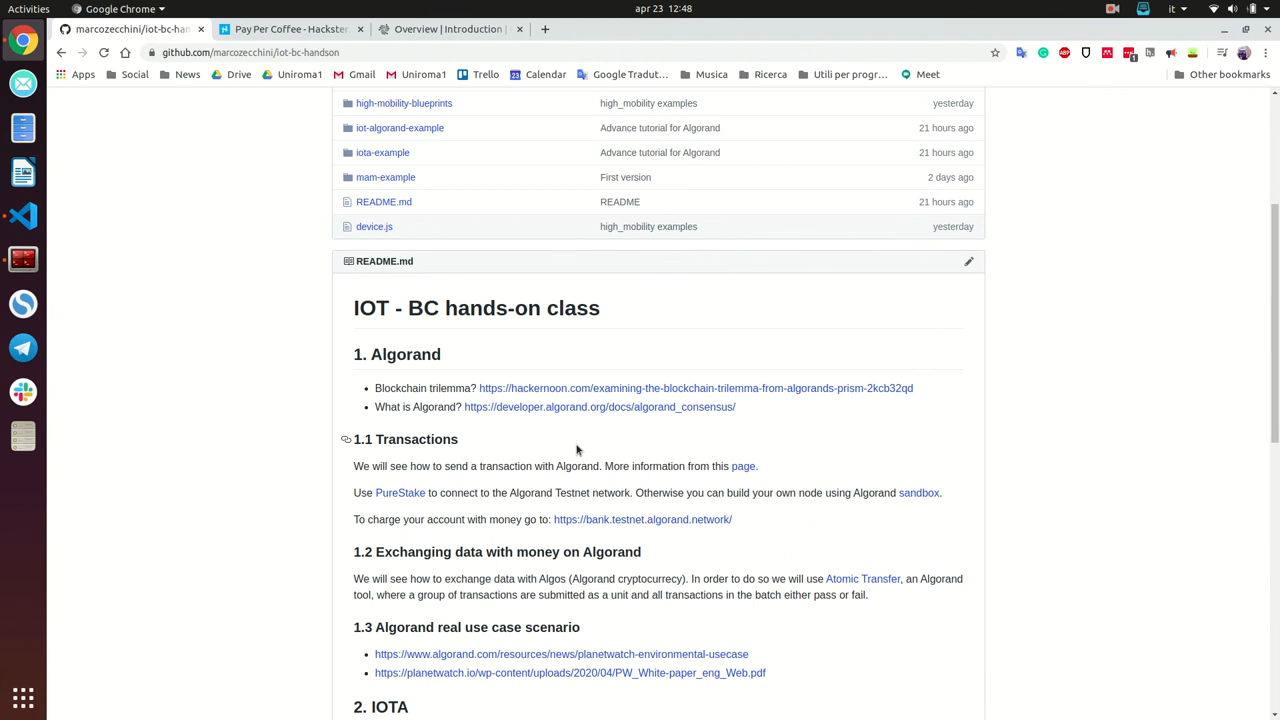 Activities
Google Chrome
apr 23 12:48
it
marcozecchini/iot-bc-han
Pay Per Coffee - Hackster.
Overview | Introduction |
github.com/marcozecchini/iot-bc-handson
Apps
Social
News
Drive
Uniroma1
Gmail
Uniroma1
Trello
Calendar
Google Tradut…
Musica
Ricerca
Utili per progr…
Meet
Other bookmarks
high-mobility-blueprints high_mobility examples yesterday
iot-algorand-example Advance tutorial for Algorand 21 hours ago
iota-example Advance tutorial for Algorand 21 hours ago
mam-example First version 2 days ago
README.md README 21 hours ago
device.js high_mobility examples yesterday
README.md
IOT - BC hands-on class
1. Algorand
• Blockchain trilemma? https://hackernoon.com/examining-the-blockchain-trilemma-from-algorands-prism-2kcb32qd
• What is Algorand? https://developer.algorand.org/docs/algorand_consensus/
1.1 Transactions
We will see how to send a transaction with Algorand. More information from this page.
Use PureStake to connect to the Algorand Testnet network. Otherwise you can build your own node using Algorand sandbox.
To charge your account with money go to: https://bank.testnet.algorand.network/
1.2 Exchanging data with money on Algorand
We will see how to exchange data with Algos (Algorand cryptocurrecy). In order to do so we will use Atomic Transfer, an Algorand
tool, where a group of transactions are submitted as a unit and all transactions in the batch either pass or fail.
1.3 Algorand real use case scenario
• https://www.algorand.com/resources/news/planetwatch-environmental-usecase
• https://planetwatch.io/wp-content/uploads/2020/04/PW_White-paper_eng_Web.pdf
2. IOTA